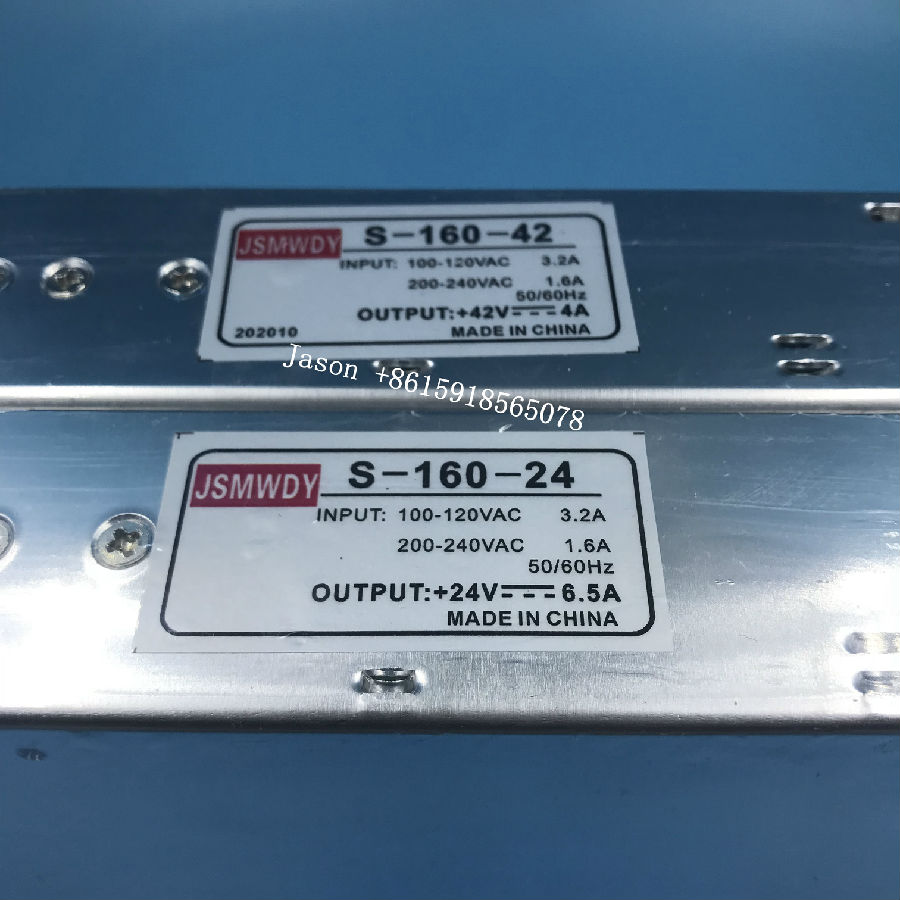 JSMWDY S-160-42
INPUT: 100-120VAC 3.2A
200-240VAC 1.6A
50/60Hz
OUTPUT:+42V⎓4A
202010 MADE IN CHINA
Jason +8615918565078
JSMWDY S-160-24
INPUT: 100-120VAC 3.2A
200-240VAC 1.6A
50/60Hz
OUTPUT:+24V⎓6.5A
MADE IN CHINA